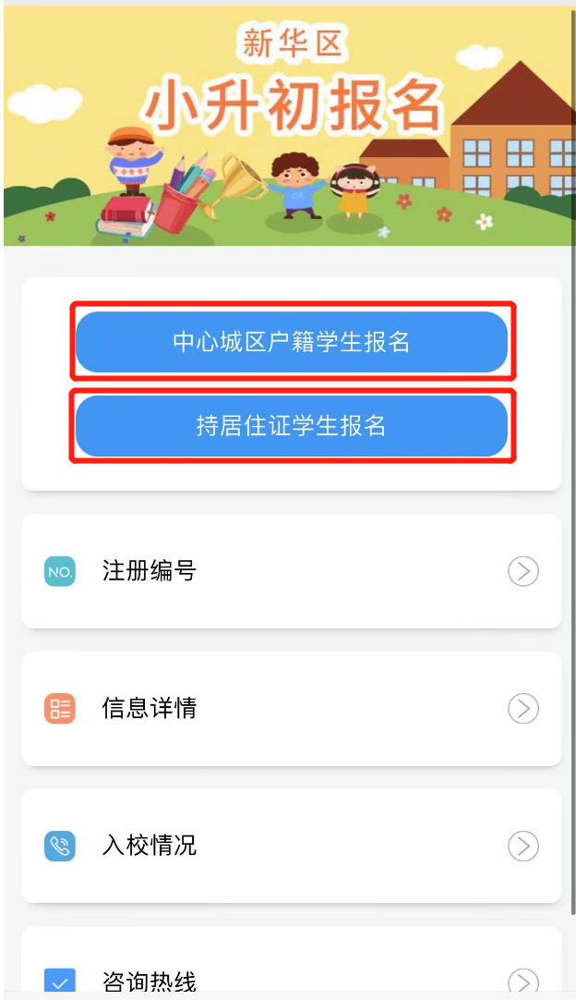 新华区
小升初报名
OK
中心城区户籍学生报名
持居住证学生报名
NO.
注册编号
信息详情
入校情况
咨询热线